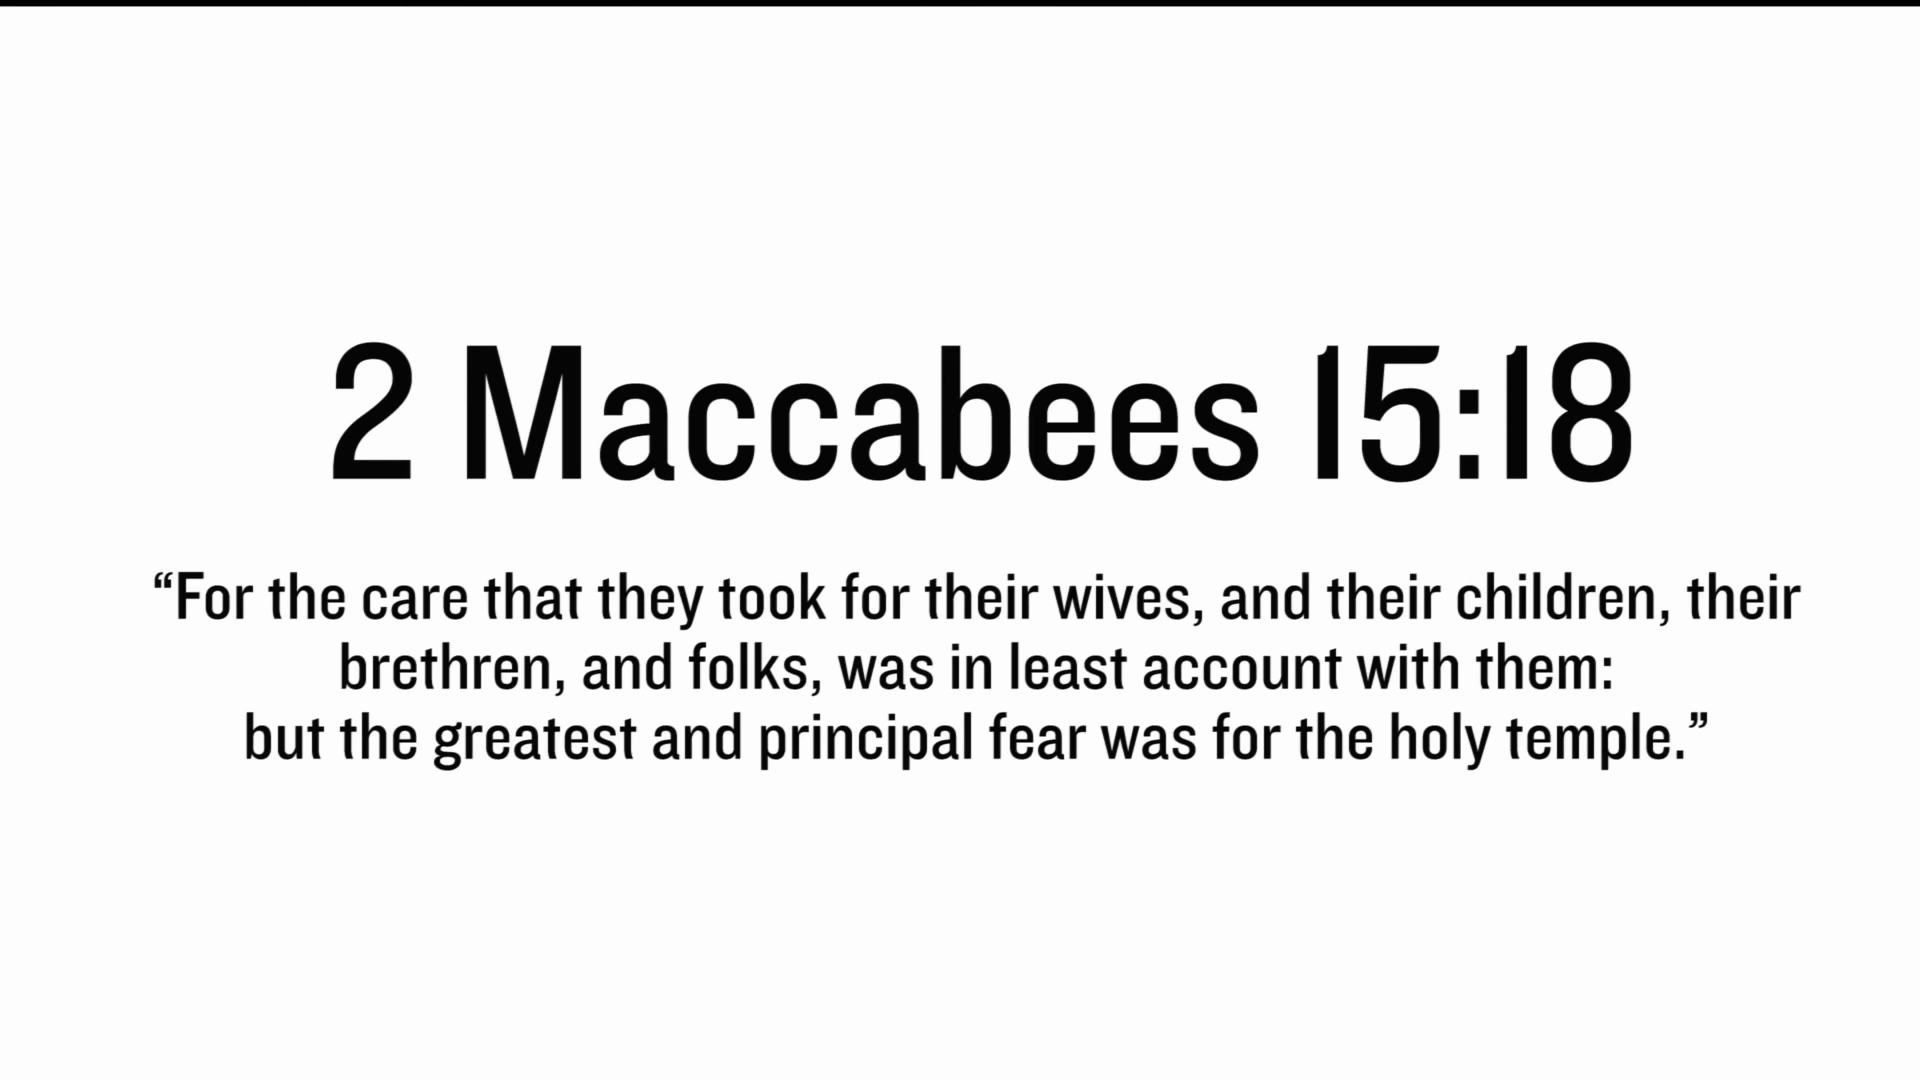 2 Maccabees 15:18
“For the care that they took for their wives, and their children, their
brethren, and folks, was in least account with them:
but the greatest and principal fear was for the holy temple.”